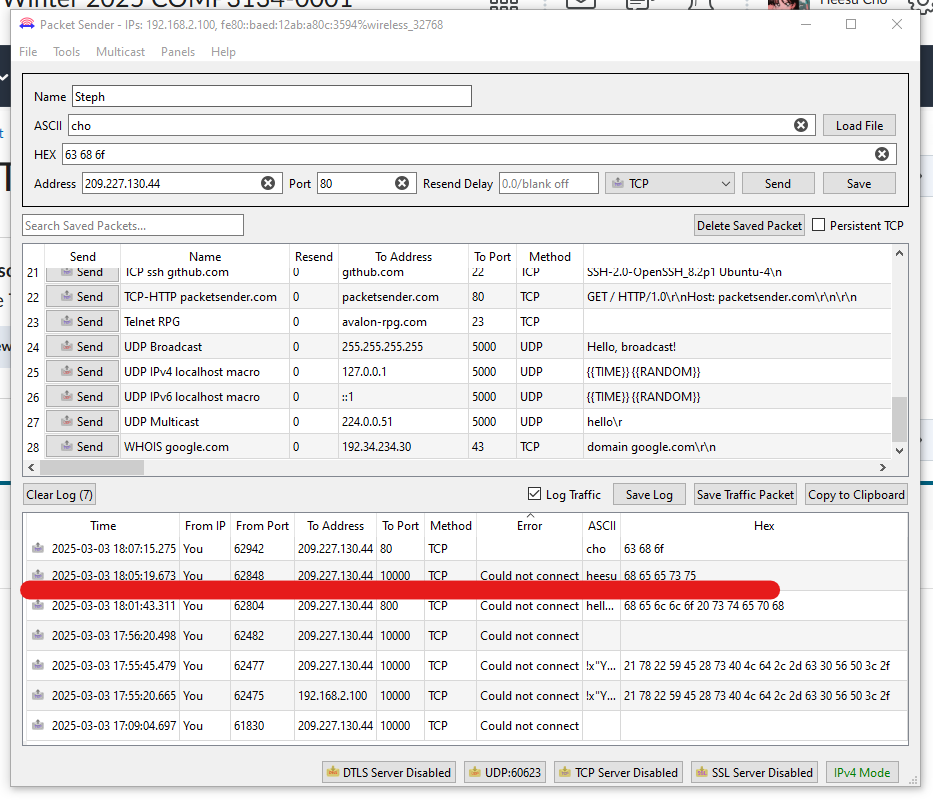 Winter 2025 COMP3134-0001
Heesu Cho
Packet Sender - IPs: 192.168.2.100, fe80::baed:12ab:a80c:3594%wireless_32768
File Tools Multicast Panels Help
Name Steph
ASCII cho Load File
HEX 63 68 6f
Address 209.227.130.44 Port 80 Resend Delay 0.0/blank off TCP Send Save
Search Saved Packets... Delete Saved Packet Persistent TCP
Send Name Resend To Address To Port Method
21 Send TCP ssh github.com 0 github.com 22 TCP SSH-2.0-OpenSSH_8.2p1 Ubuntu-4\n
22 Send TCP-HTTP packetsender.com 0 packetsender.com 80 TCP GET / HTTP/1.0\r\nHost: packetsender.com\r\n\r\n
23 Send Telnet RPG 0 avalon-rpg.com 23 TCP
24 Send UDP Broadcast 0 255.255.255.255 5000 UDP Hello, broadcast!
25 Send UDP IPv4 localhost macro 0 127.0.0.1 5000 UDP {{TIME}} {{RANDOM}}
26 Send UDP IPv6 localhost macro 0 ::1 5000 UDP {{TIME}} {{RANDOM}}
27 Send UDP Multicast 0 224.0.0.51 5000 UDP hello\r
28 Send WHOIS google.com 0 192.34.234.30 43 TCP domain google.com\r\n
Clear Log (7) Log Traffic Save Log Save Traffic Packet Copy to Clipboard
Time From IP From Port To Address To Port Method Error ASCII Hex
2025-03-03 18:07:15.275 You 62942 209.227.130.44 80 TCP cho 63 68 6f
2025-03-03 18:05:19.673 You 62848 209.227.130.44 10000 TCP Could not connect heesu 68 65 65 73 75
2025-03-03 18:01:43.311 You 62804 209.227.130.44 800 TCP Could not connect hell... 68 65 6c 6c 6f 20 73 74 65 70 68
2025-03-03 17:56:20.498 You 62482 209.227.130.44 10000 TCP Could not connect
2025-03-03 17:55:45.479 You 62477 209.227.130.44 10000 TCP Could not connect !x"Y... 21 78 22 59 45 28 73 40 4c 64 2c 2d 63 30 56 50 3c 2f
2025-03-03 17:55:20.665 You 62475 192.168.2.100 10000 TCP Could not connect !x"Y... 21 78 22 59 45 28 73 40 4c 64 2c 2d 63 30 56 50 3c 2f
2025-03-03 17:09:04.697 You 61830 209.227.130.44 10000 TCP Could not connect
DTLS Server Disabled UDP:60623 TCP Server Disabled SSL Server Disabled IPv4 Mode